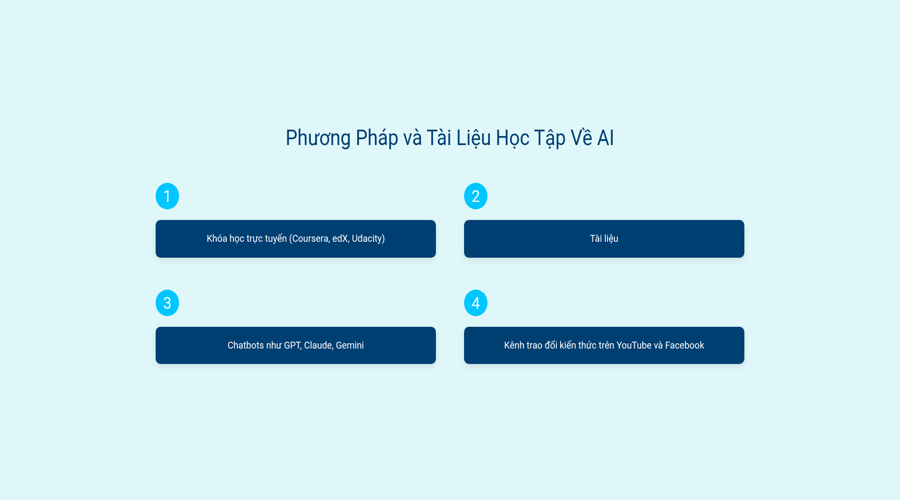 Phương Pháp và Tài Liệu Học Tập Về AI
1
2
Khóa học trực tuyến (Coursera, edX, Udacity)
Tài liệu
3
4
Chatbots như GPT, Claude, Gemini
Kênh trao đổi kiến thức trên YouTube và Facebook